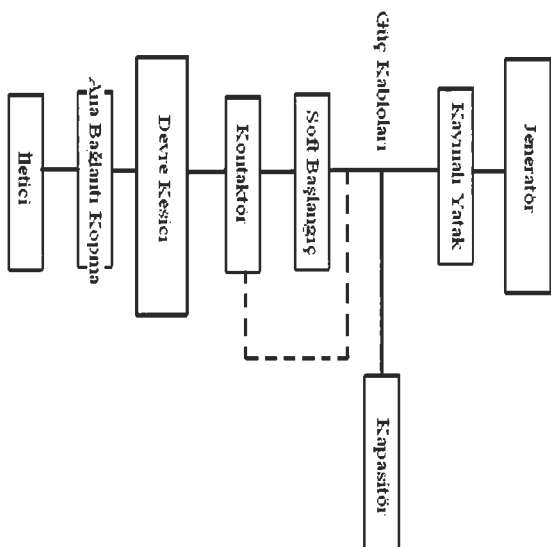 Jeneratör
Kaymalı Yatak
Güç Kabloları
Kapasitör
Soft Başlangıç
Kontaktör
Devre Kesici
Ana Bağlantı Kopma
İletici